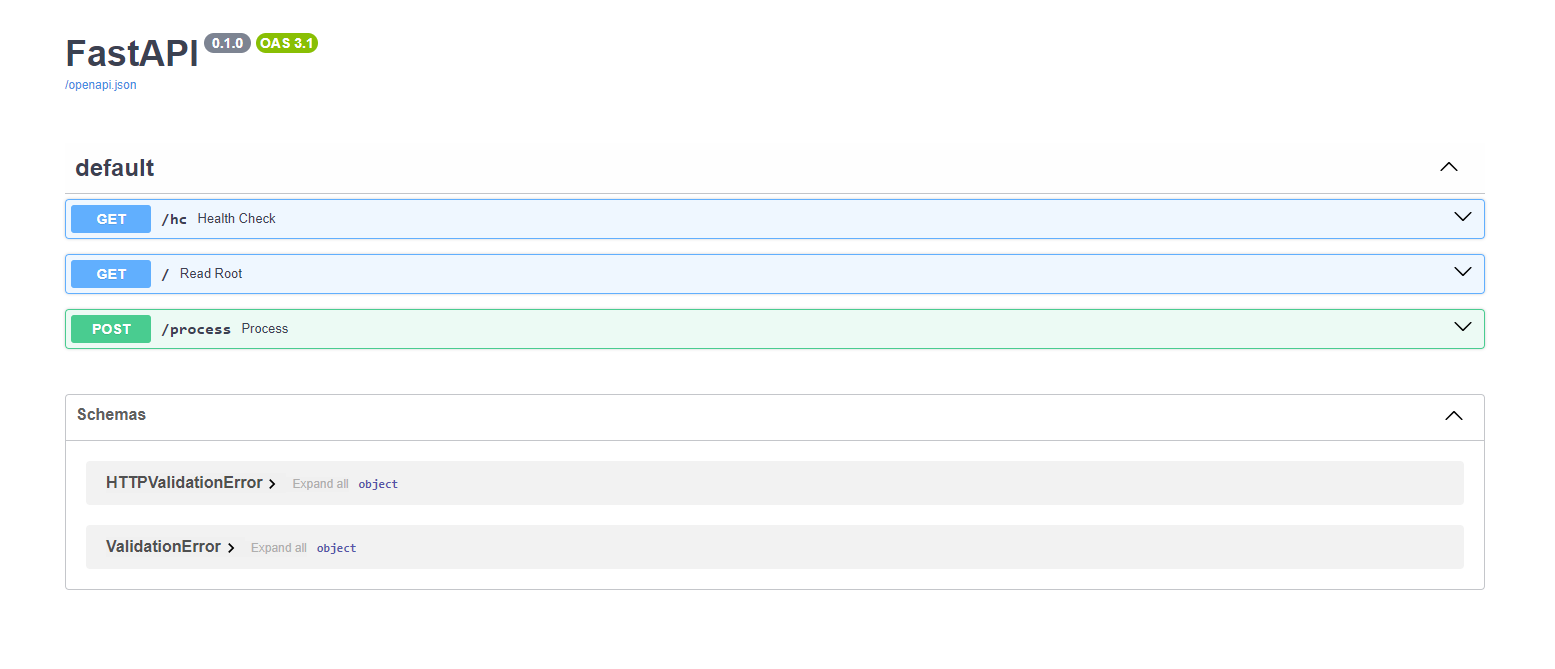 FastAPI 0.1.0 OAS 3.1
/openapi.json
default
GET /hc Health Check
GET / Read Root
POST /process Process
Schemas
HTTPValidationError Expand all object
ValidationError Expand all object